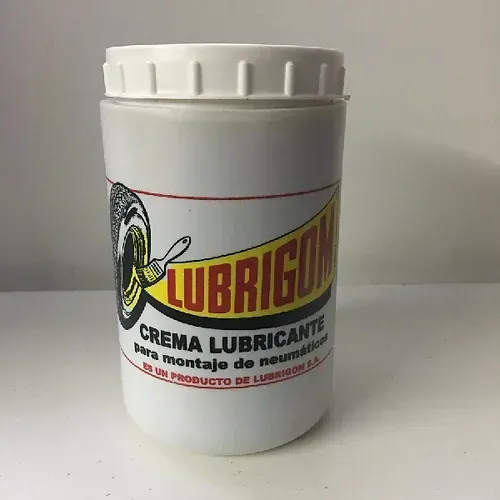 LUBRIGOM
CREMA LUBRICANTE
para montaje de neumáticos
ES UN PRODUCTO DE LUBRIGOM S.A.